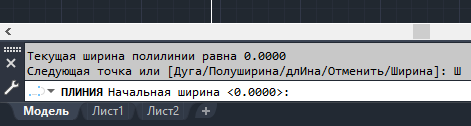 Текущая ширина полилинии равна 0.0000
Следующая точка или [Дуга/Полуширина/длИна/Отменить/Ширина]: Ш
ПЛИНИЯ Начальная ширина <0.0000>:
Модель Лист1 Лист2 +